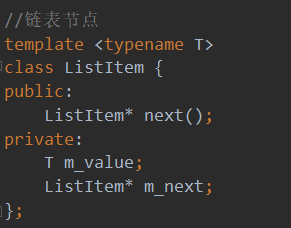 //链表节点
template <typename T>
class ListItem {
public:
    ListItem* next();
private:
    T m_value;
    ListItem* m_next;
};